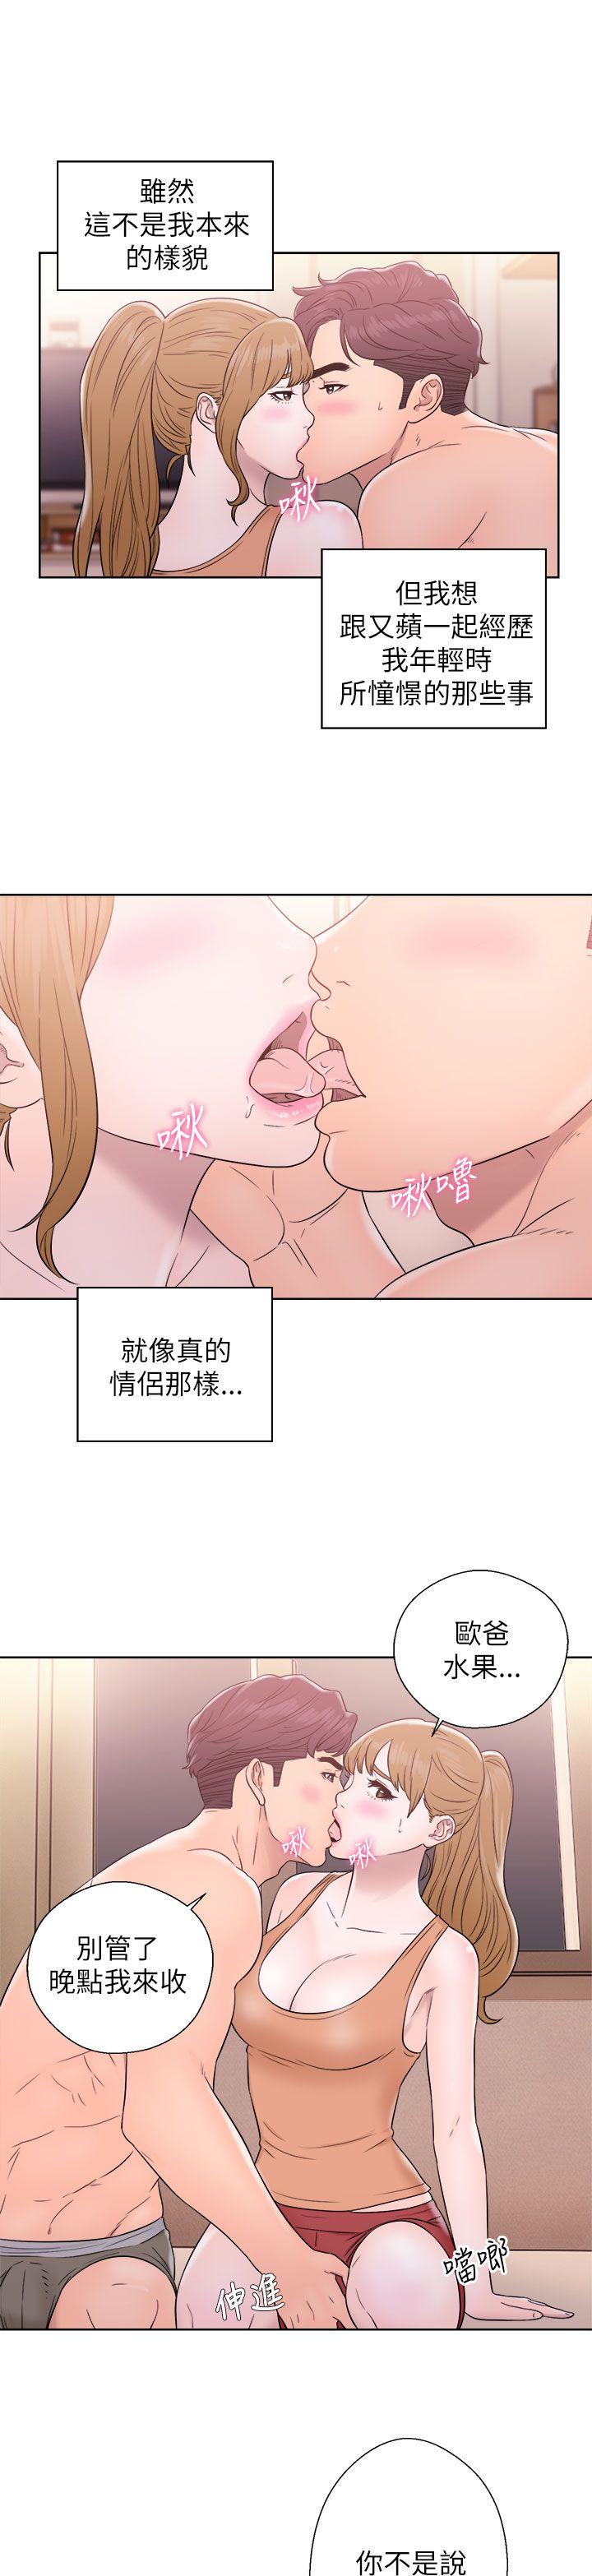 雖然
這不是我本來
的樣貌
啾
但我想
跟又蘋一起經歷
我年輕時
所憧憬的那些事
啾
啾嚕
就像真的
情侶那樣…
歐爸
水果…
啾
啾
別管了
晚點我來收
噹啷
伸進
你不是說